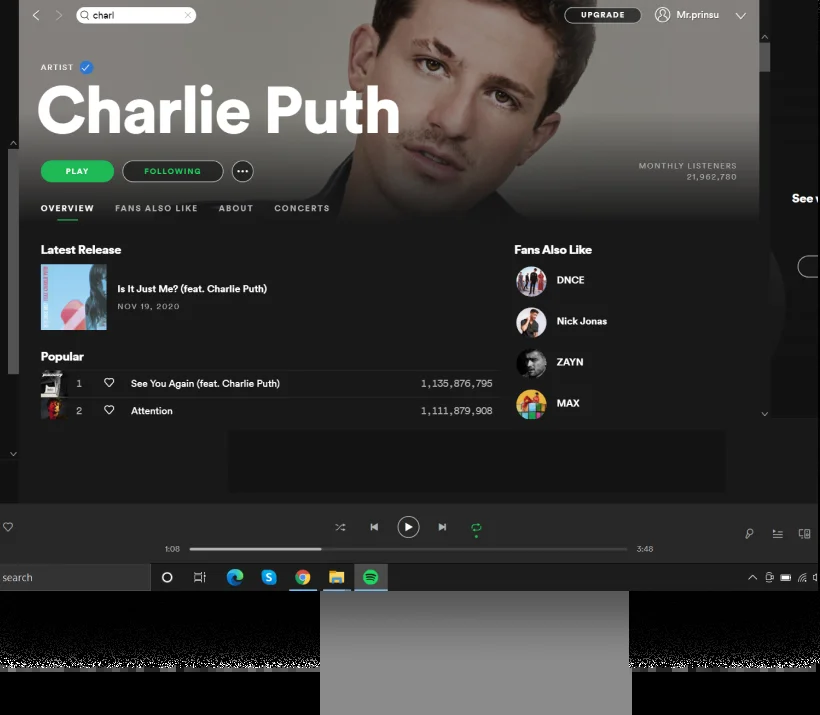 charl
UPGRADE
Mr.prinsu
ARTIST
Charlie Puth
PLAY
FOLLOWING
MONTHLY LISTENERS
21,962,780
OVERVIEW
FANS ALSO LIKE
ABOUT
CONCERTS
See
Latest Release
Is It Just Me? (feat. Charlie Puth)
NOV 19, 2020
Popular
1 See You Again (feat. Charlie Puth) 1,135,876,795
2 Attention 1,111,879,908
Fans Also Like
DNCE
Nick Jonas
ZAYN
MAX
1:08
3:48
search